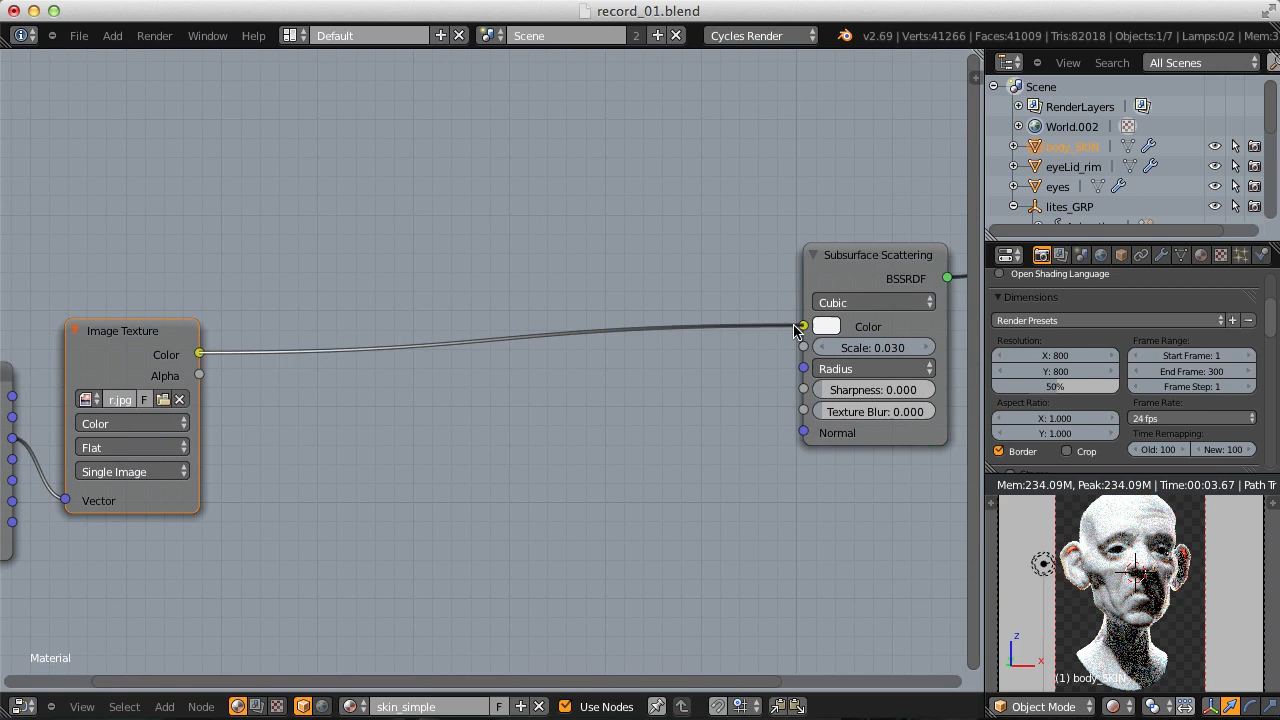 record_01.blend
File Add Render Window Help Default Scene 2 Cycles Render v2.69 | Verts:41266 | Faces:41009 | Tris:82018 | Objects:1/7 | Lamps:0/2 | Mem:3
View Search All Scenes
Scene
RenderLayers
World.002
body_SKIN
eyeLid_rim
eyes
lites_GRP
Subsurface Scattering
BSSRDF
Cubic
Color
Scale: 0.030
Radius
Sharpness: 0.000
Texture Blur: 0.000
Normal
Image Texture
Color
Alpha
r.jpg F
Color
Flat
Single Image
Vector
Material
Open Shading Language
Dimensions
Render Presets
Resolution: Frame Range:
X: 800 Start Frame: 1
Y: 800 End Frame: 300
50% Frame Step: 1
Aspect Ratio: Frame Rate:
X: 1.000 24 fps
Y: 1.000 Time Remapping:
Border Crop Old: 100 New: 100
Mem:234.09M, Peak:234.09M | Time:00:03.67 | Path Tr
z
x
(1) body_SKIN
View Select Add Node skin_simple F Use Nodes
Object Mode